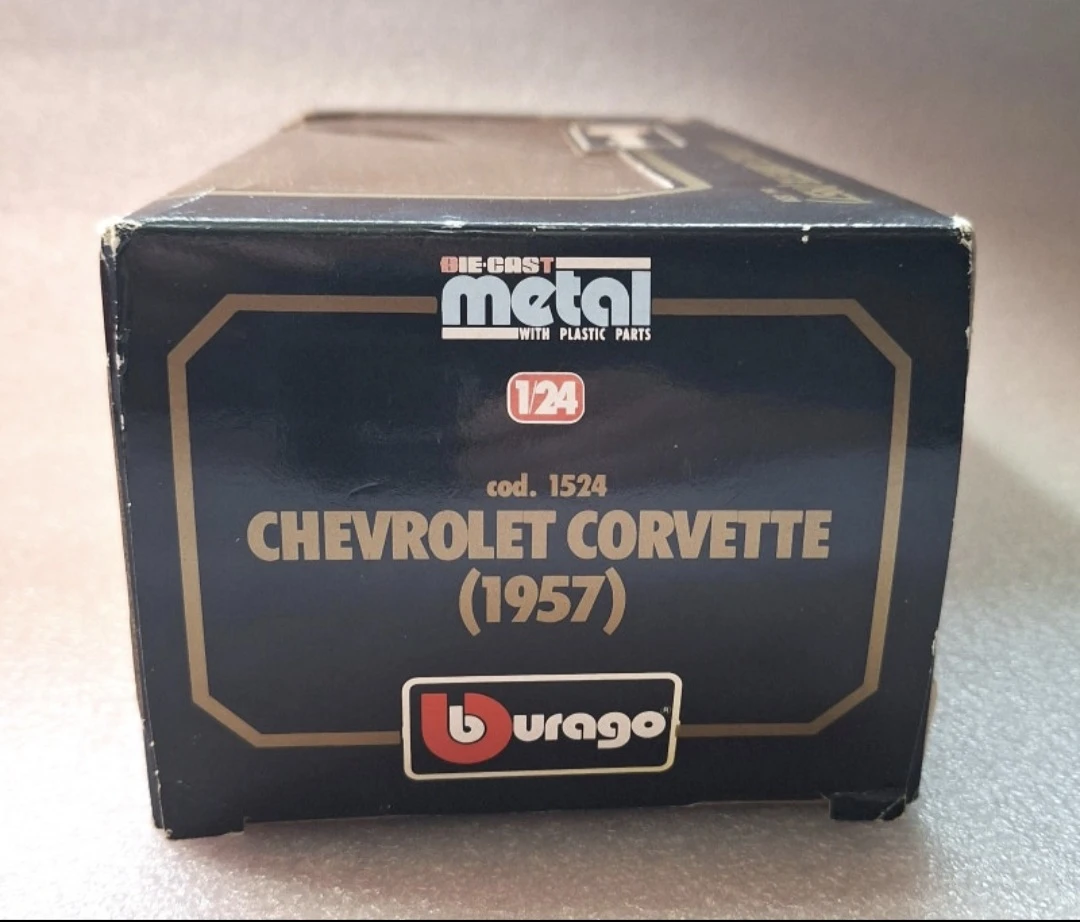 DIE-CAST
metal
WITH PLASTIC PARTS
1/24
cod. 1524
CHEVROLET CORVETTE
(1957)
burago